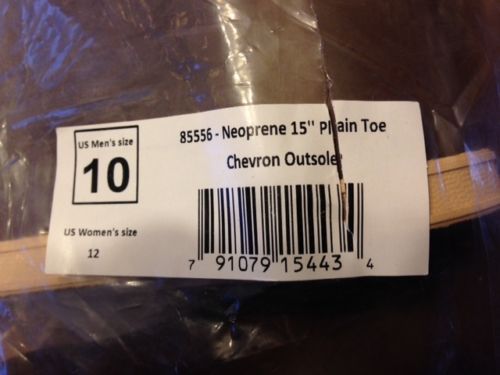 US Men's size
10
US Women's size
12
85556 - Neoprene 15" Plain Toe
Chevron Outsole
7 91079 15443 4